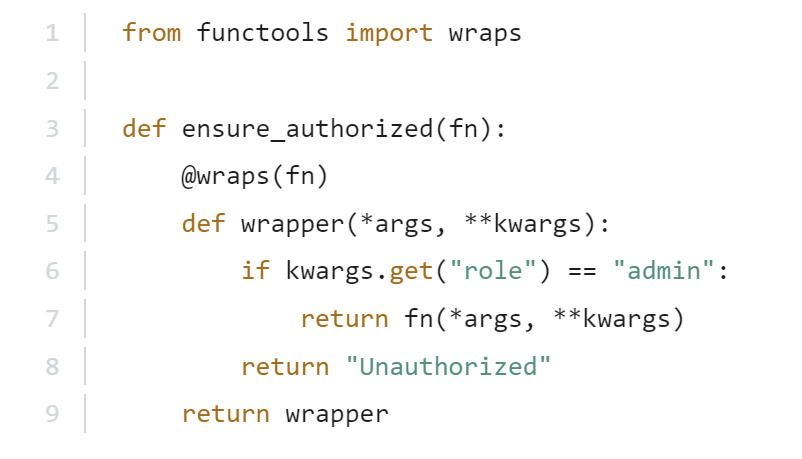 1 from functools import wraps
2
3 def ensure_authorized(fn):
4     @wraps(fn)
5     def wrapper(*args, **kwargs):
6         if kwargs.get("role") == "admin":
7             return fn(*args, **kwargs)
8         return "Unauthorized"
9     return wrapper